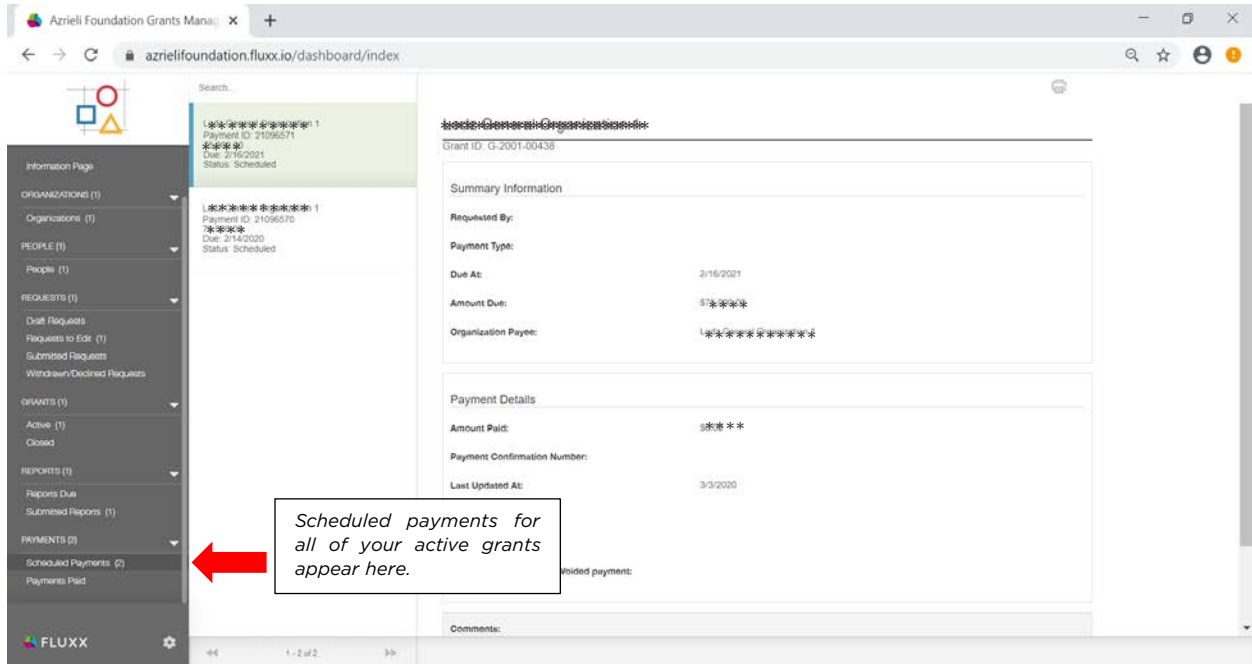 Azrieli Foundation Grants Manag
azrielifoundation.fluxx.io/dashboard/index
Information Page
ORGANIZATIONS (1)
Organizations (1)
PEOPLE (1)
People (1)
REQUESTS (1)
Draft Requests
Requests to Edit (1)
Submitted Requests
Withdrawn/Declined Requests
GRANTS (1)
Active (1)
Closed
REPORTS (1)
Reports Due
Submitted Reports (1)
PAYMENTS (2)
Scheduled Payments (2)
Payments Paid
FLUXX
Search...
1
Payment ID: 21096571
Due: 2/16/2021
Status: Scheduled
1
Payment ID: 21096570
Due: 2/14/2020
Status: Scheduled
1 - 2 of 2
Grant ID: G-2001-00438
Summary Information
Requested By:
Payment Type:
Due At: 2/16/2021
Amount Due:
Organization Payee:
Payment Details
Amount Paid:
Payment Confirmation Number:
Last Updated At: 3/3/2020
Voided payment:
Comments:
Scheduled payments for
all of your active grants
appear here.